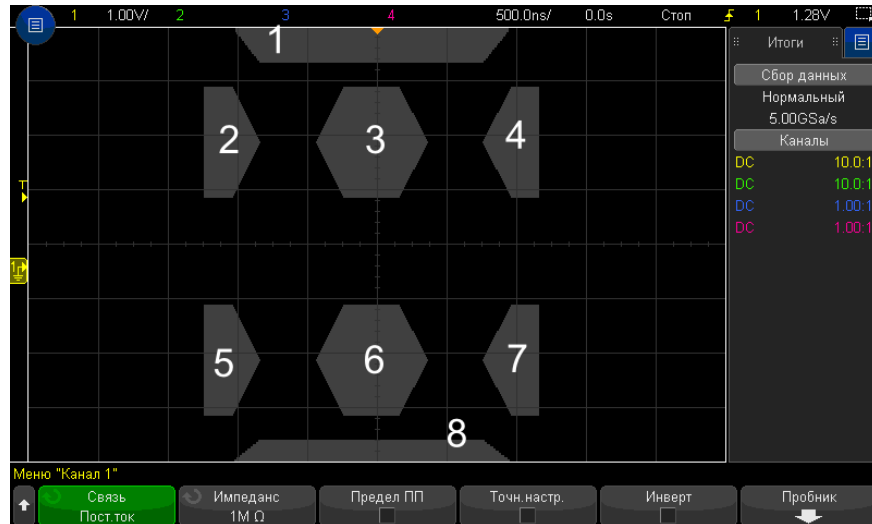 1 1.00V/ 2 3 4 500.0ns/ 0.0s Стоп 1 1.28V
Итоги
Сбор данных
Нормальный
5.00GSa/s
Каналы
DC 10.0:1
DC 10.0:1
DC 1.00:1
DC 1.00:1
1
2 3 4
T
1
5 6 7
8
Меню "Канал 1"
Связь Импеданс Предел ПП Точн.настр. Инверт Пробник
Пост.ток 1M Ω